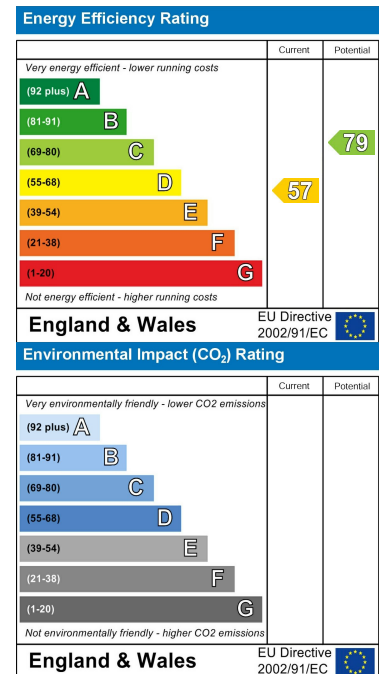 Energy Efficiency Rating
Current Potential
Very energy efficient - lower running costs
(92 plus) A
(81-91) B
79
(69-80) C
(55-68) D
57
(39-54) E
(21-38) F
(1-20) G
Not energy efficient - higher running costs
England & Wales
EU Directive
2002/91/EC
Environmental Impact (CO₂) Rating
Current Potential
Very environmentally friendly - lower CO2 emissions
(92 plus) A
(81-91) B
(69-80) C
(55-68) D
(39-54) E
(21-38) F
(1-20) G
Not environmentally friendly - higher CO2 emissions
England & Wales
EU Directive
2002/91/EC